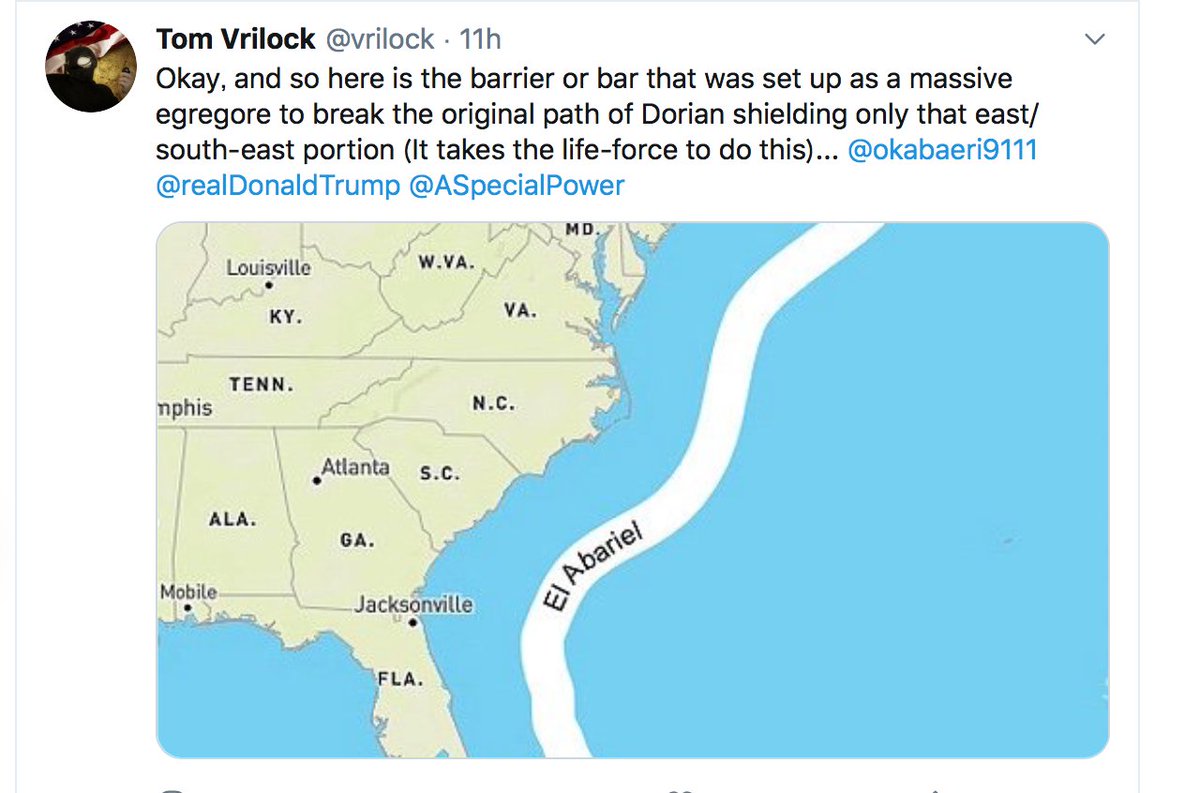 Tom Vrilock @vrilock · 11h
Okay, and so here is the barrier or bar that was set up as a massive
egregore to break the original path of Dorian shielding only that east/
south-east portion (It takes the life-force to do this)... @okabaeri9111
@realDonaldTrump @ASpecialPower
MD.
Louisville
W.VA.
KY.
VA.
TENN.
mphis
N.C.
Atlanta
S.C.
ALA.
GA.
El Abariel
Mobile
Jacksonville
FLA.